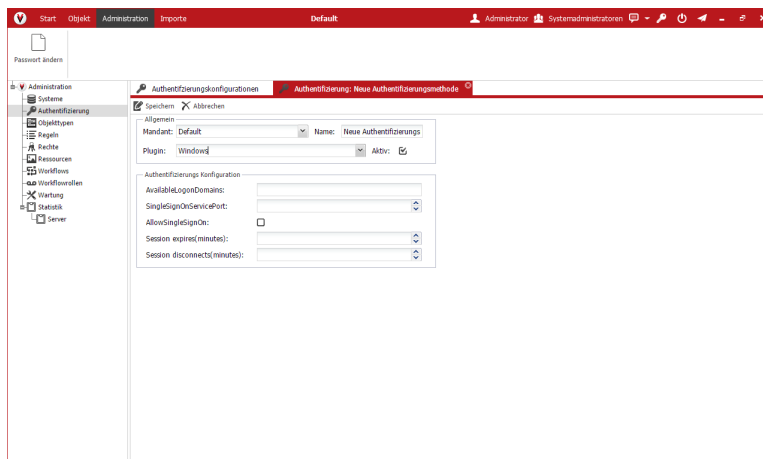 Start Objekt Administration Importe Default Administrator Systemadministratoren
Passwort ändern
Administration
Systeme
Authentifizierung
Objekttypen
Regeln
Rechte
Ressourcen
Workflows
Workflowrollen
Wartung
Statistik
Server
Authentifzierungskonfigurationen Authentifizierung: Neue Authentifizierungsmethode
Speichern Abbrechen
Allgemein
Mandant: Default Name: Neue Authentifizierungs
Plugin: Windows Aktiv:
Authentifizierungs Konfiguration
AvailableLogonDomains:
SingleSignOnServicePort:
AllowSingleSignOn:
Session expires(minutes):
Session disconnects(minutes):